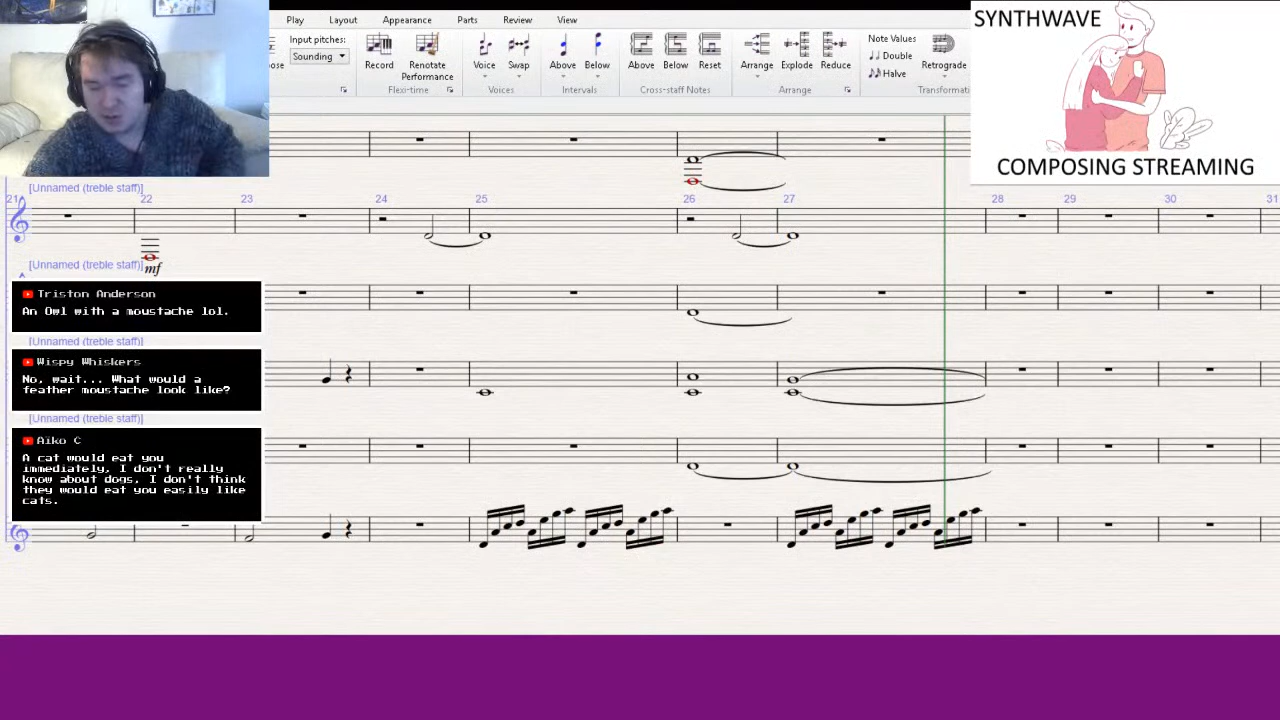 Play Layout Appearance Parts Review View
SYNTHWAVE
Input pitches:
Sounding
Record Renotate Performance
Voice Swap
Above Below
Above Below Reset
Arrange Explode Reduce
Note Values
Double
Halve
Retrograde
Flexi-time
Voices
Intervals
Cross-staff Notes
Arrange
Transformati
COMPOSING STREAMING
[Unnamed (treble staff)]
21 22 23 24 25 26 27 28 29 30 31
[Unnamed (treble staff)]
mf
Triston Anderson
An Owl with a moustache lol.
[Unnamed (treble staff)]
Wispy Whiskers
No, wait... What would a
feather moustache look like?
[Unnamed (treble staff)]
Aiko C
A cat would eat you
immediately, I don't really
know about dogs, I don't think
they would eat you easily like
cats.